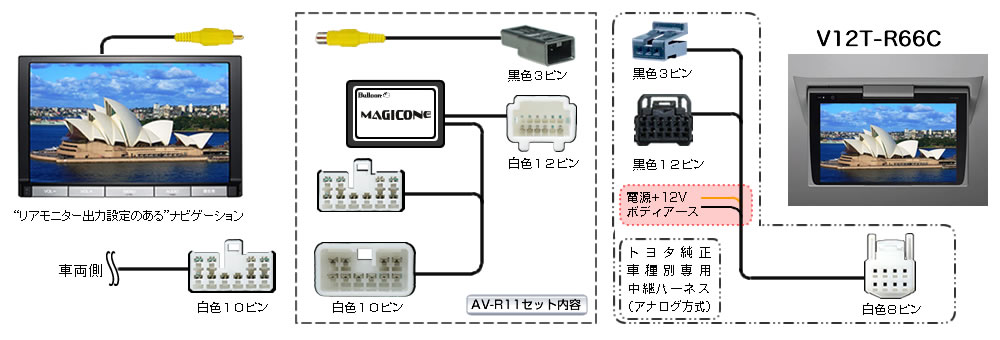 V12T-R66C
黒色3ピン
黒色3ピン
Balloon
MAGICONE
白色12ピン
黒色12ピン
電源+12V
ボディアース
“リアモニター出力設定のある”ナビゲーション
車両側
白色10ピン
白色10ピン
AV-R11セット内容
トヨタ純正
車種別専用
中継ハーネス
(アナログ方式)
白色8ピン